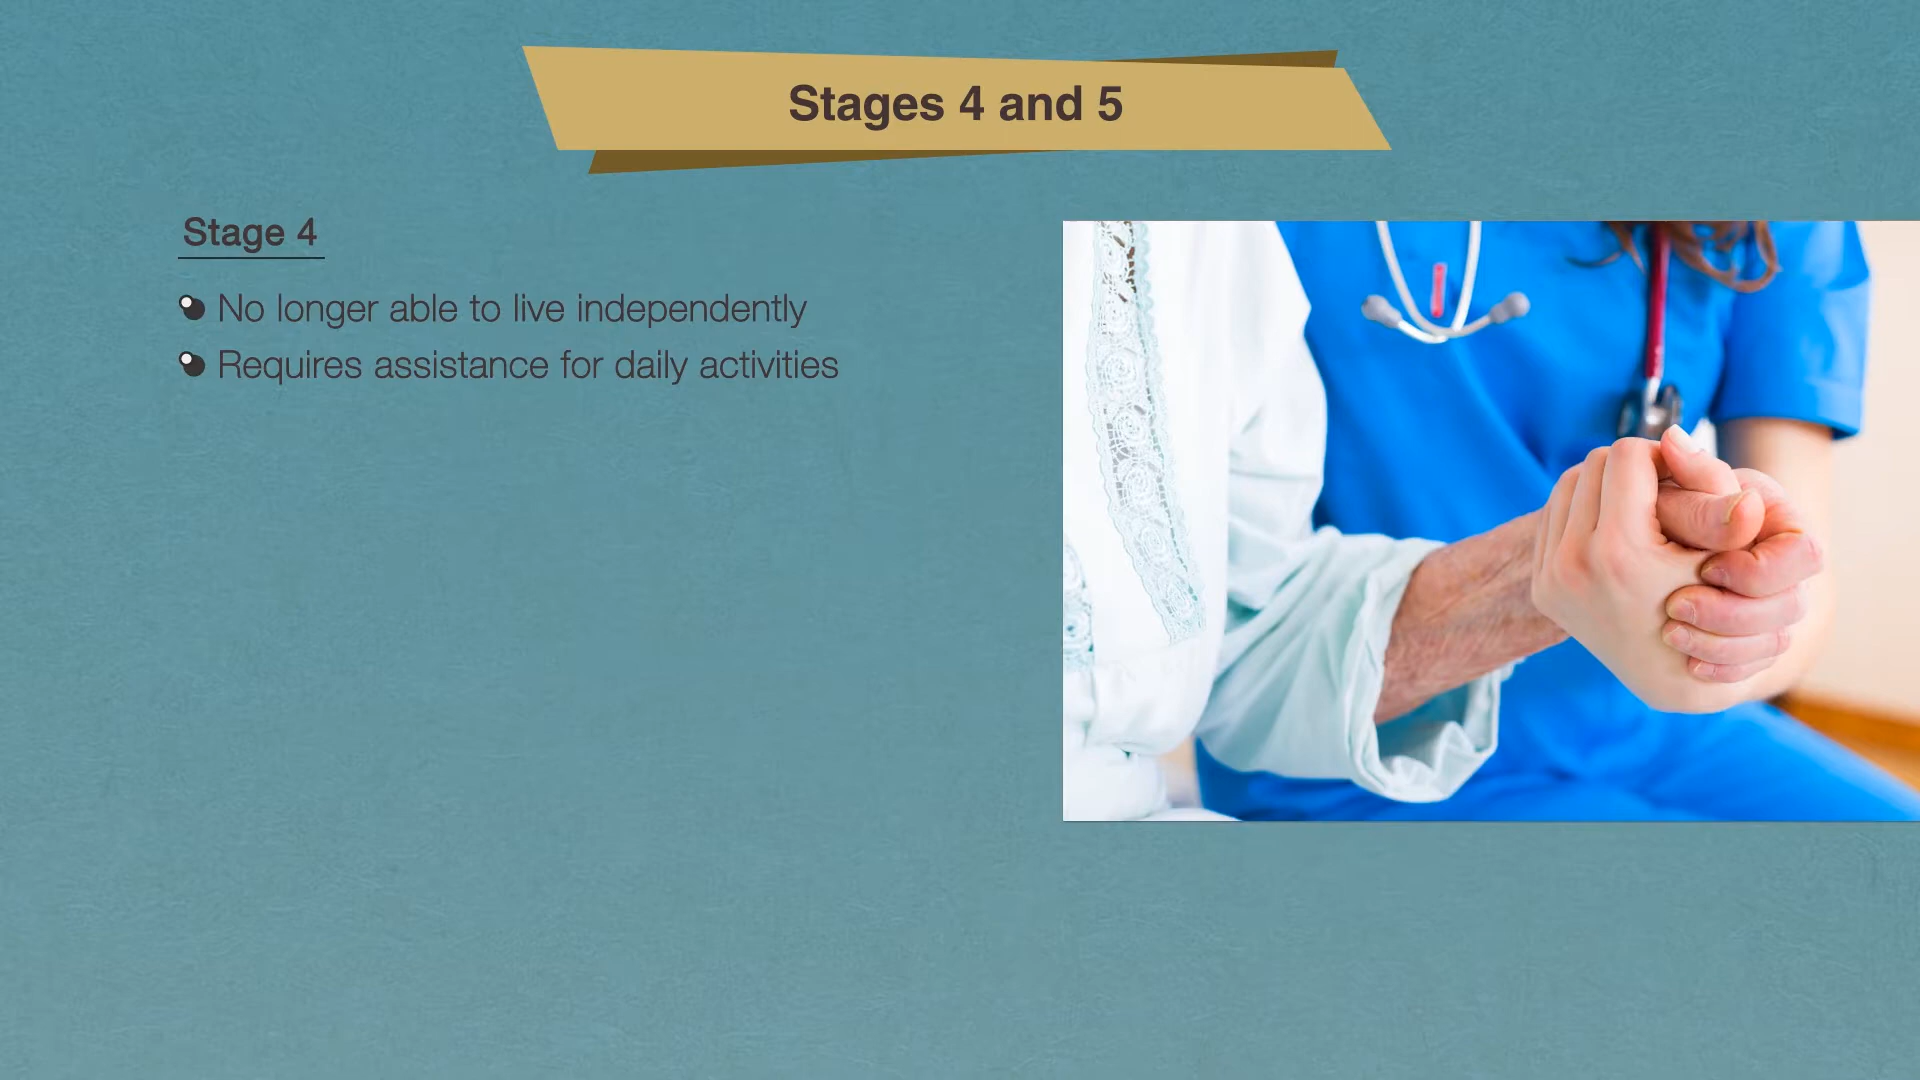 Stages 4 and 5
Stage 4
No longer able to live independently
Requires assistance for daily activities